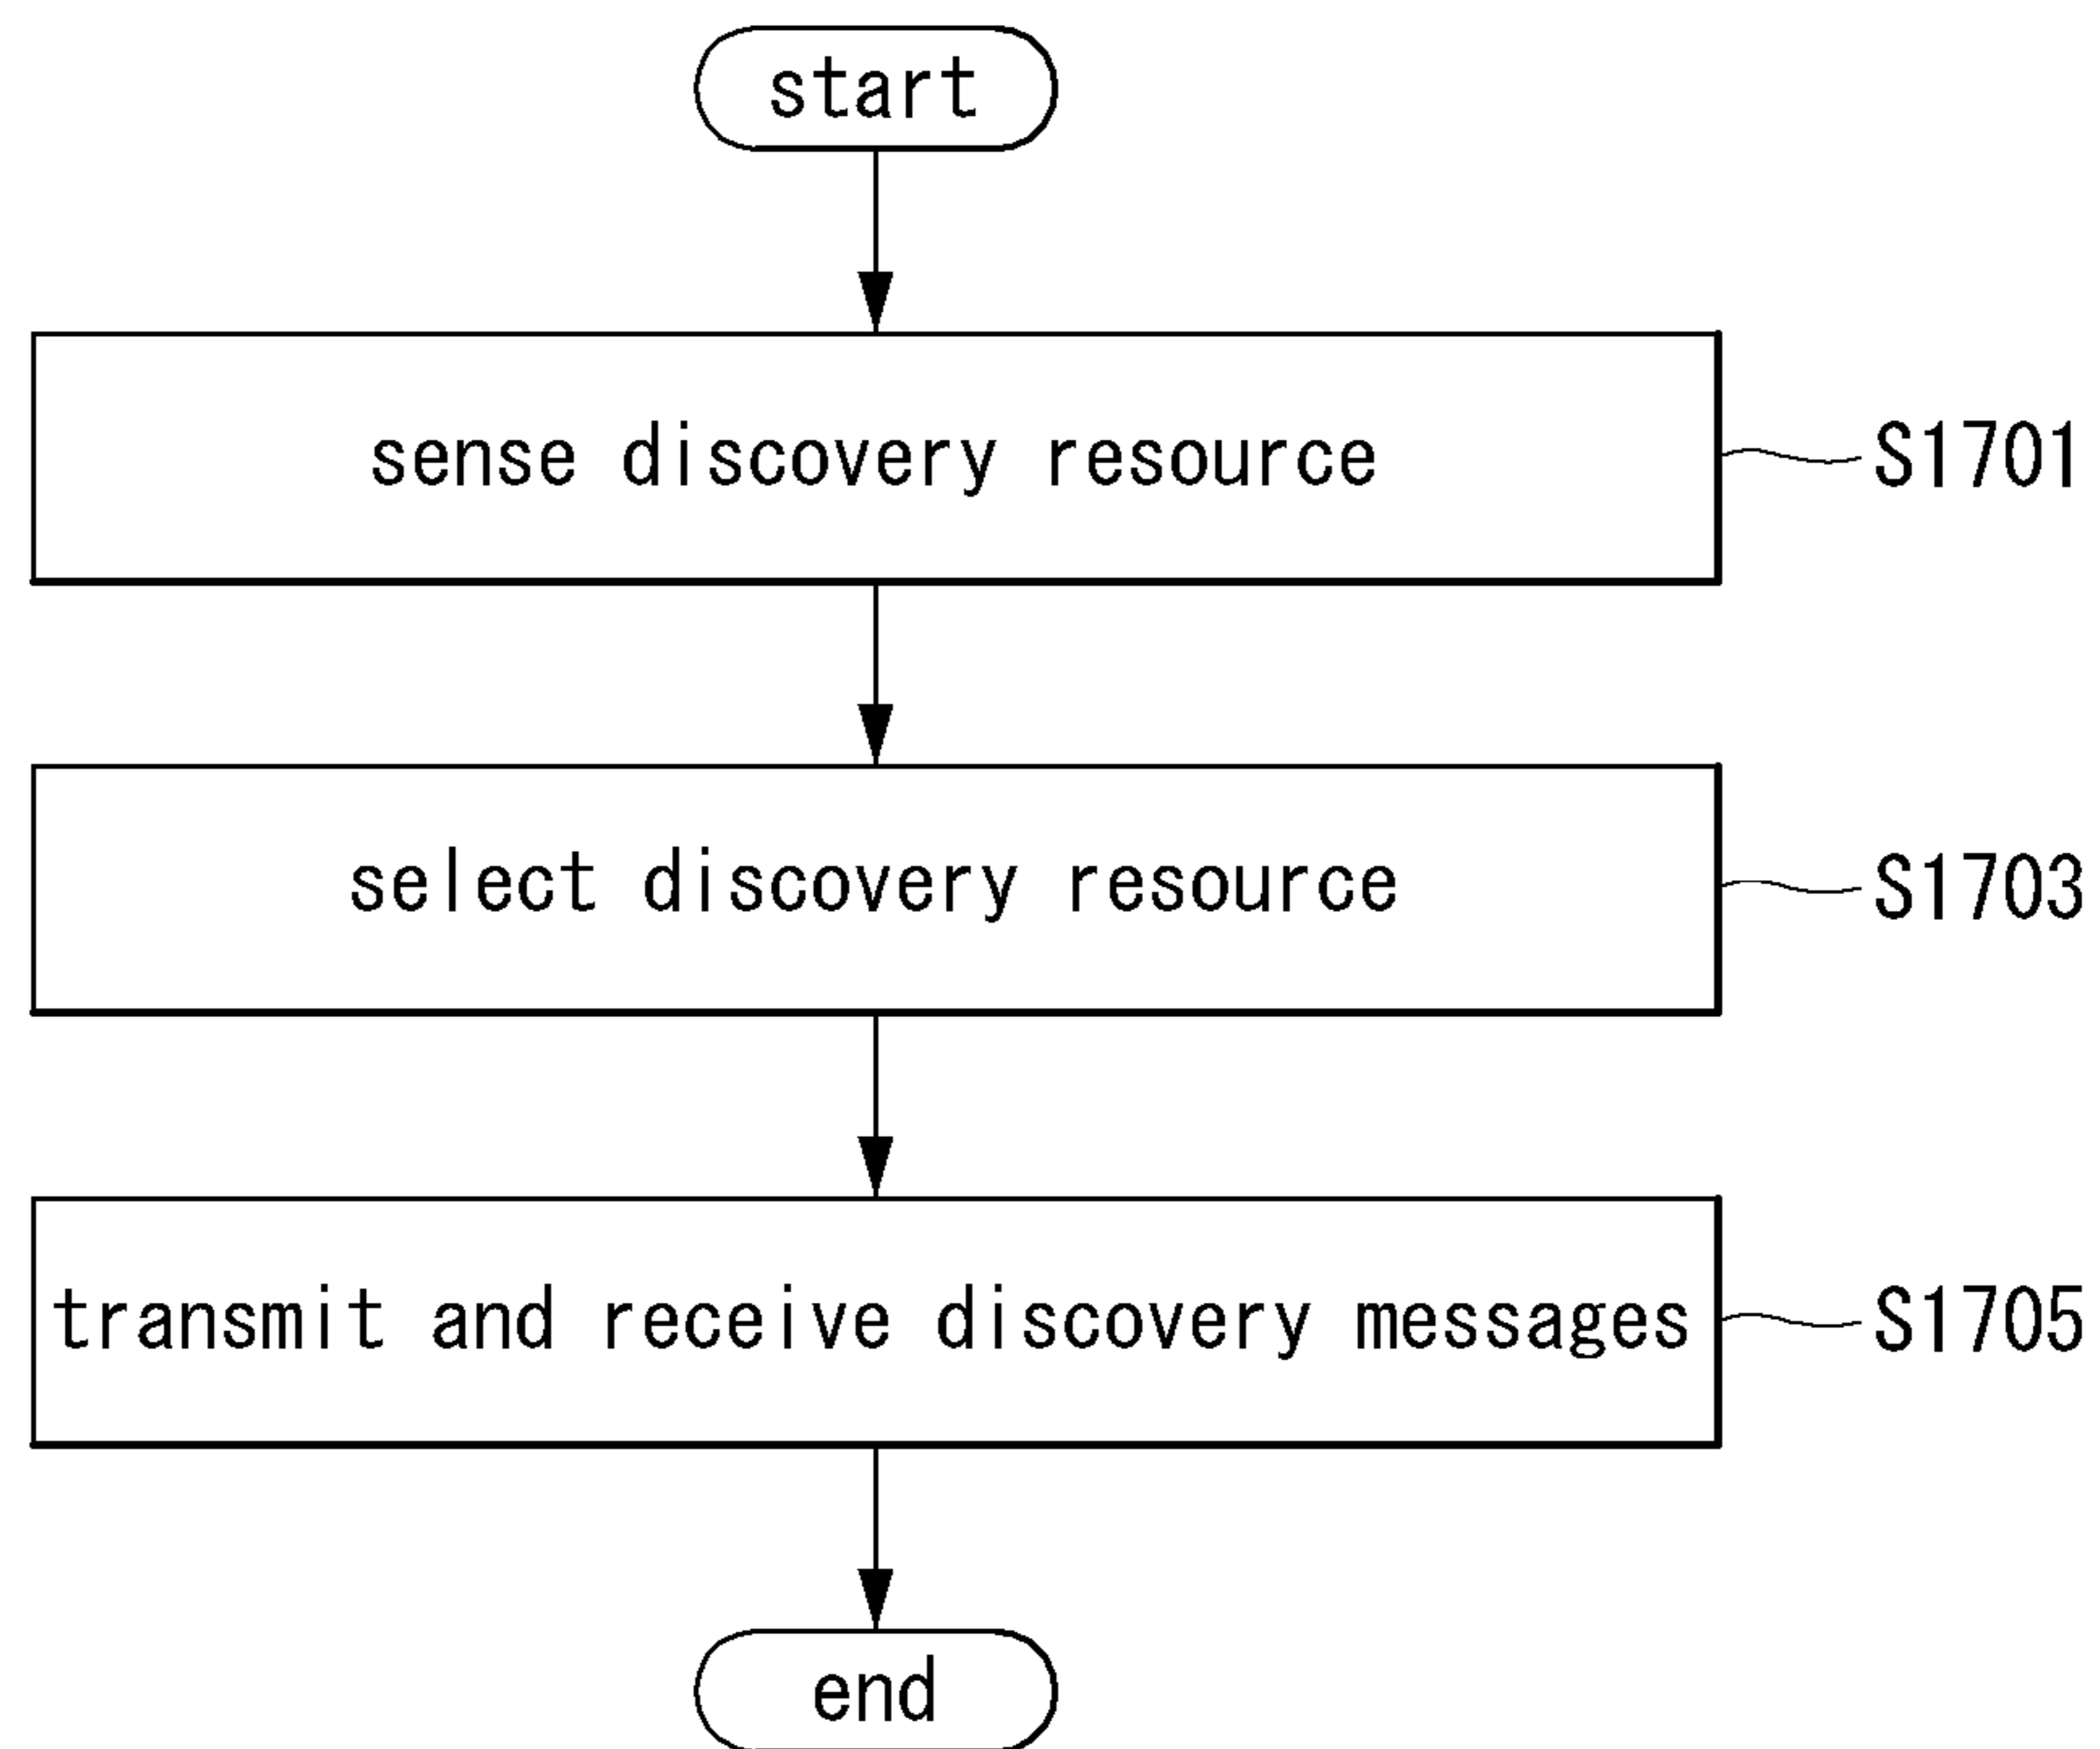 start
sense discovery resource
S1701
select discovery resource
S1703
transmit and receive discovery messages
S1705
end